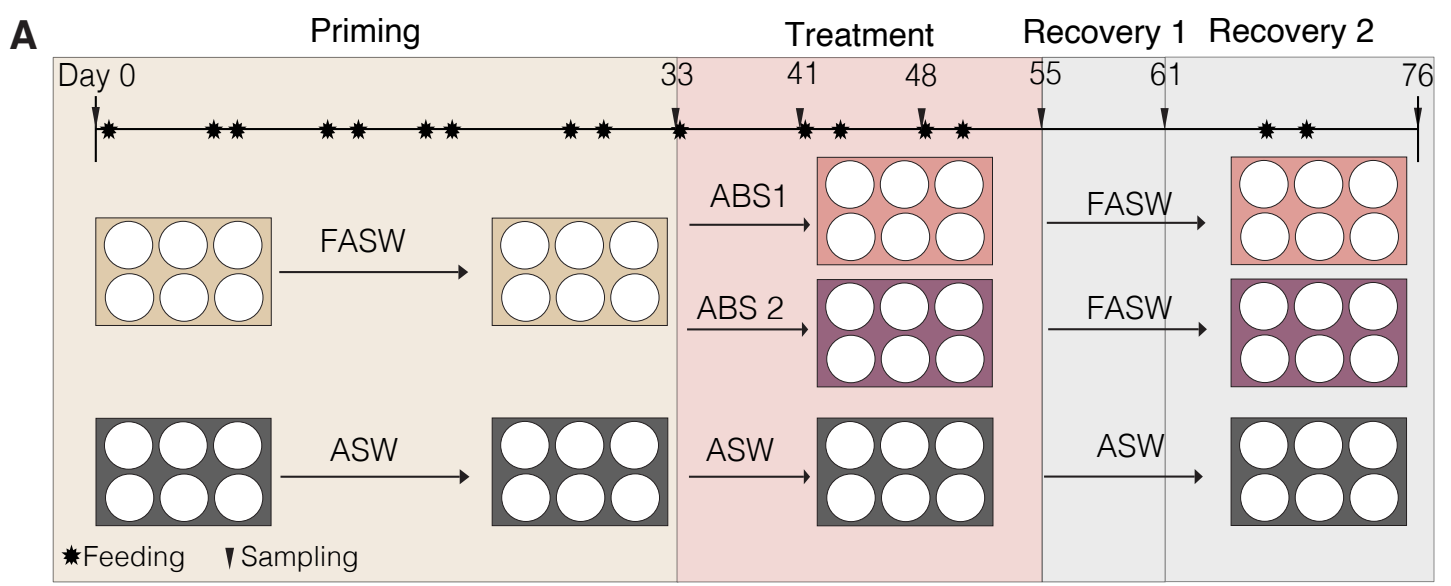 A
Priming
Treatment
Recovery 1
Recovery 2
Day 0
33
41
48
55
61
76
ABS1
FASW
FASW
ABS 2
FASW
ASW
ASW
ASW
Feeding
Sampling